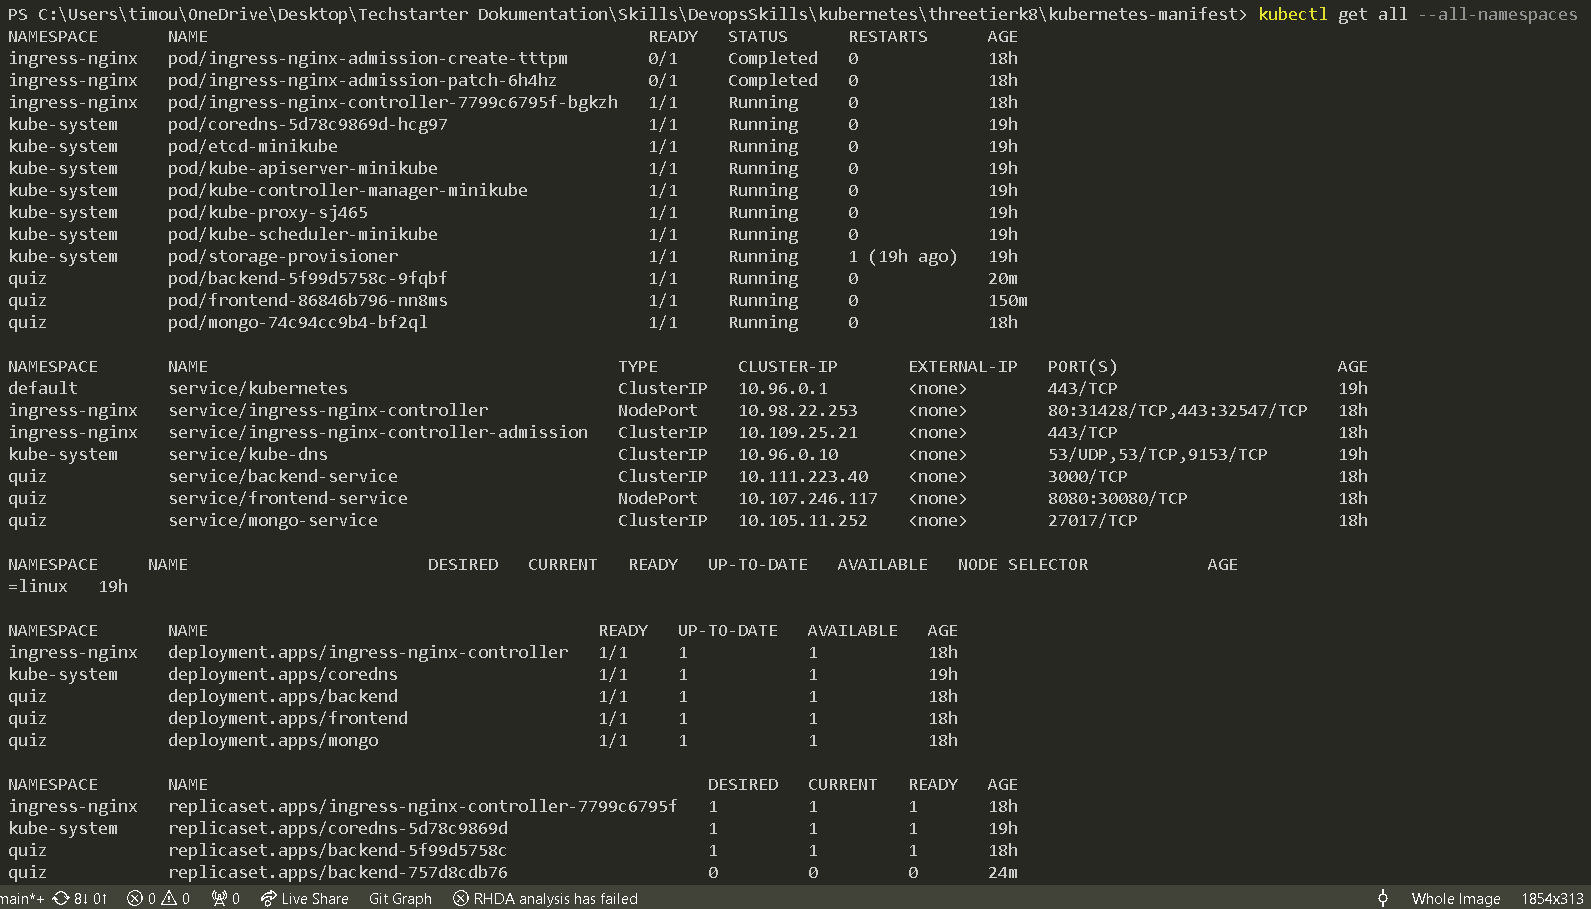 PS C:\Users\timou\OneDrive\Desktop\Techstarter Dokumentation\Skills\DevopsSkills\kubernetes\threetierk8\kubernetes-manifest> kubectl get all --all-namespaces
NAMESPACE NAME READY STATUS RESTARTS AGE
ingress-nginx pod/ingress-nginx-admission-create-tttpm 0/1 Completed 0 18h
ingress-nginx pod/ingress-nginx-admission-patch-6h4hz 0/1 Completed 0 18h
ingress-nginx pod/ingress-nginx-controller-7799c6795f-bgkzh 1/1 Running 0 18h
kube-system pod/coredns-5d78c9869d-hcg97 1/1 Running 0 19h
kube-system pod/etcd-minikube 1/1 Running 0 19h
kube-system pod/kube-apiserver-minikube 1/1 Running 0 19h
kube-system pod/kube-controller-manager-minikube 1/1 Running 0 19h
kube-system pod/kube-proxy-sj465 1/1 Running 0 19h
kube-system pod/kube-scheduler-minikube 1/1 Running 0 19h
kube-system pod/storage-provisioner 1/1 Running 1 (19h ago) 19h
quiz pod/backend-5f99d5758c-9fqbf 1/1 Running 0 20m
quiz pod/frontend-86846b796-nn8ms 1/1 Running 0 150m
quiz pod/mongo-74c94cc9b4-bf2ql 1/1 Running 0 18h
NAMESPACE NAME TYPE CLUSTER-IP EXTERNAL-IP PORT(S) AGE
default service/kubernetes ClusterIP 10.96.0.1 <none> 443/TCP 19h
ingress-nginx service/ingress-nginx-controller NodePort 10.98.22.253 <none> 80:31428/TCP,443:32547/TCP 18h
ingress-nginx service/ingress-nginx-controller-admission ClusterIP 10.109.25.21 <none> 443/TCP 18h
kube-system service/kube-dns ClusterIP 10.96.0.10 <none> 53/UDP,53/TCP,9153/TCP 19h
quiz service/backend-service ClusterIP 10.111.223.40 <none> 3000/TCP 18h
quiz service/frontend-service NodePort 10.107.246.117 <none> 8080:30080/TCP 18h
quiz service/mongo-service ClusterIP 10.105.11.252 <none> 27017/TCP 18h
NAMESPACE NAME DESIRED CURRENT READY UP-TO-DATE AVAILABLE NODE SELECTOR AGE
=linux 19h
NAMESPACE NAME READY UP-TO-DATE AVAILABLE AGE
ingress-nginx deployment.apps/ingress-nginx-controller 1/1 1 1 18h
kube-system deployment.apps/coredns 1/1 1 1 19h
quiz deployment.apps/backend 1/1 1 1 18h
quiz deployment.apps/frontend 1/1 1 1 18h
quiz deployment.apps/mongo 1/1 1 1 18h
NAMESPACE NAME DESIRED CURRENT READY AGE
ingress-nginx replicaset.apps/ingress-nginx-controller-7799c6795f 1 1 1 18h
kube-system replicaset.apps/coredns-5d78c9869d 1 1 1 19h
quiz replicaset.apps/backend-5f99d5758c 1 1 1 18h
quiz replicaset.apps/backend-757d8cdb76 0 0 0 24m
main*+ 8↓ 0↑ 0 0 0 Live Share Git Graph RHDA analysis has failed Whole Image 1854x313